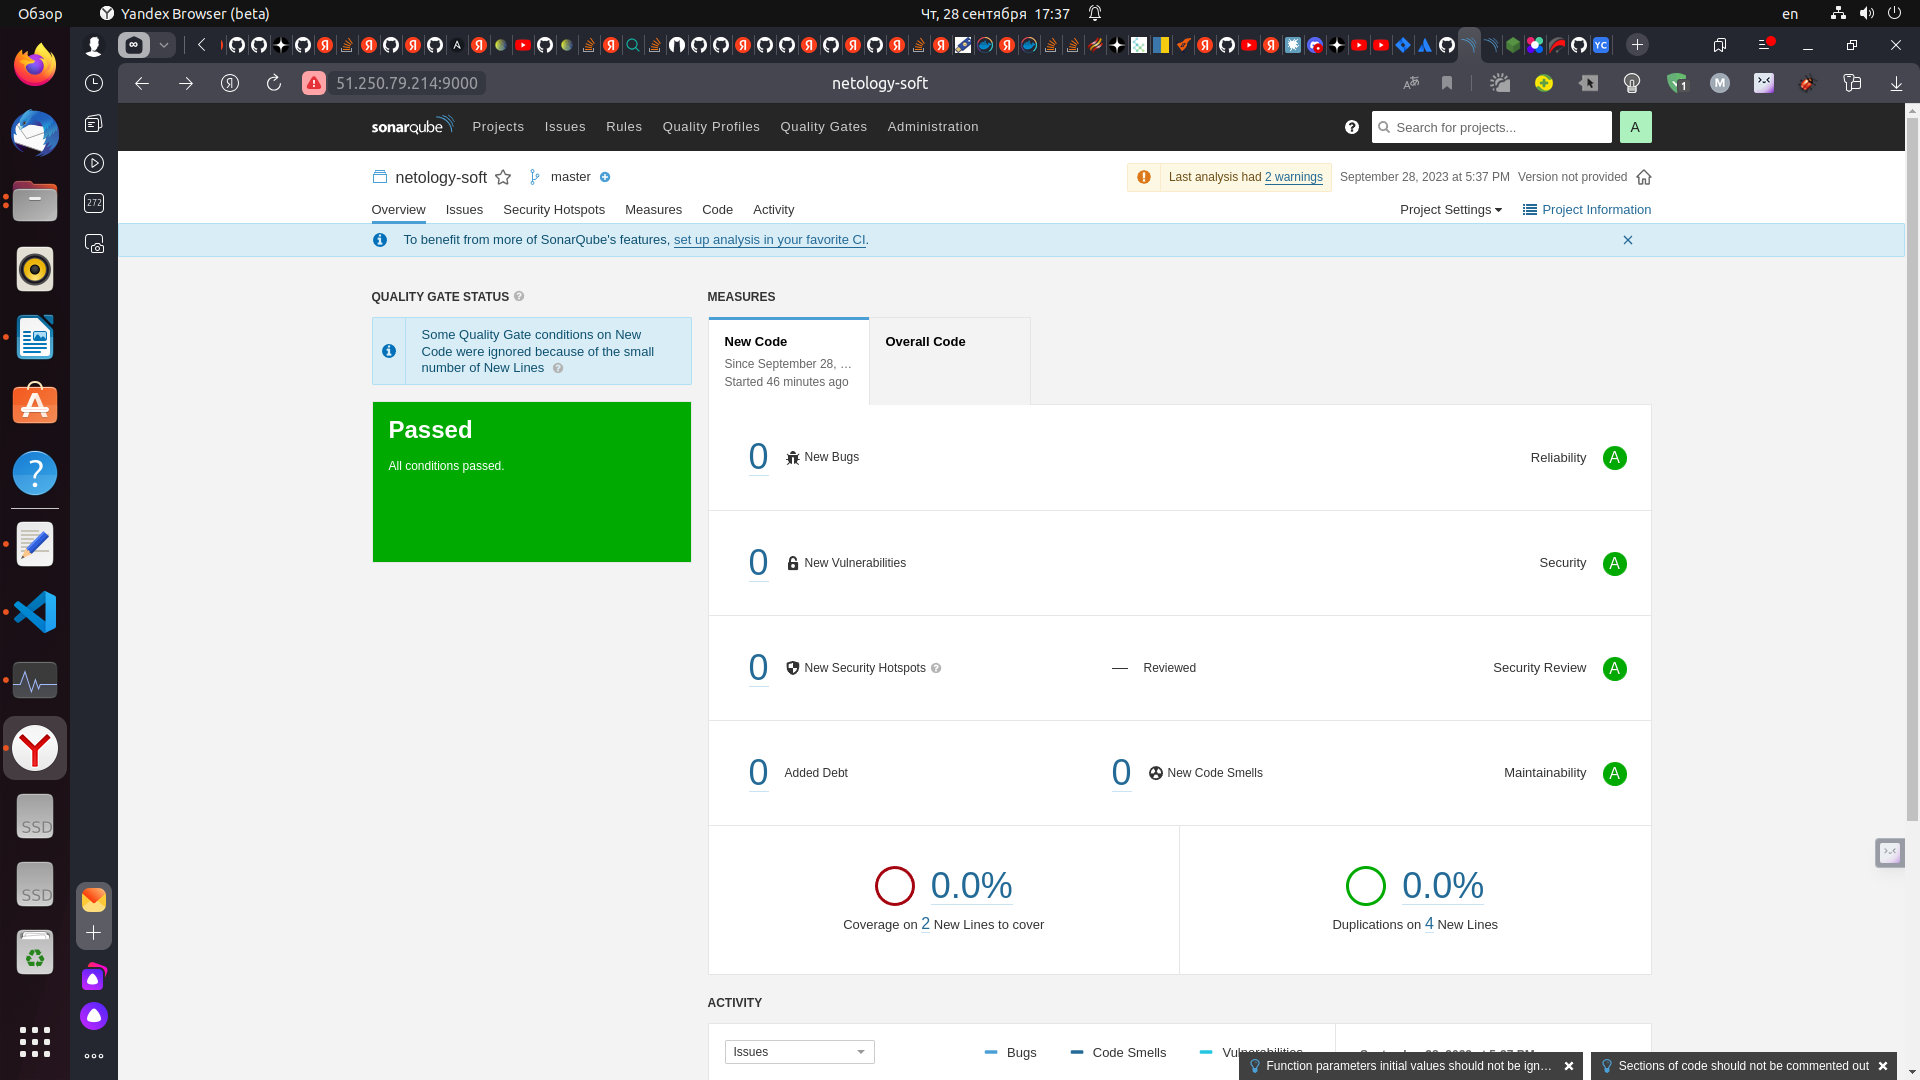 Обзор
Yandex Browser (beta)
Чт, 28 сентября 17:37
en
51.250.79.214:9000
netology-soft
sonarqube
Projects
Issues
Rules
Quality Profiles
Quality Gates
Administration
Search for projects...
A
272
netology-soft
master
Last analysis had 2 warnings
September 28, 2023 at 5:37 PM
Version not provided
Overview
Issues
Security Hotspots
Measures
Code
Activity
Project Settings
Project Information
To benefit from more of SonarQube's features, set up analysis in your favorite CI.
QUALITY GATE STATUS
Some Quality Gate conditions on New
Code were ignored because of the small
number of New Lines
Passed
All conditions passed.
MEASURES
New Code
Since September 28, …
Started 46 minutes ago
Overall Code
0 New Bugs
Reliability A
0 New Vulnerabilities
Security A
0 New Security Hotspots
Reviewed
Security Review A
0 Added Debt
0 New Code Smells
Maintainability A
0.0%
Coverage on 2 New Lines to cover
0.0%
Duplications on 4 New Lines
ACTIVITY
Issues
Bugs
Code Smells
Function parameters initial values should not be ign...
Sections of code should not be commented out
SSD
SSD